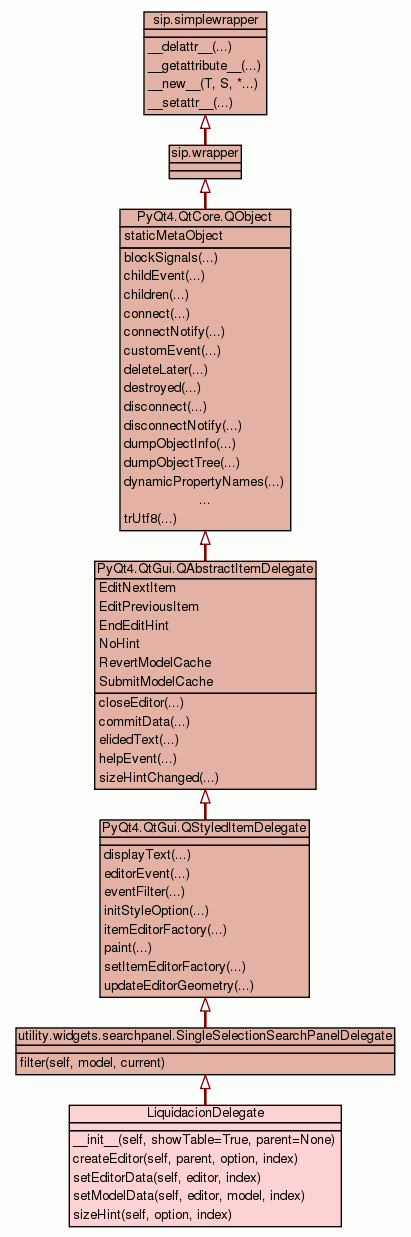 sip.simplewrapper
__delattr__(...)
__getattribute__(...)
__new__(T, S, *...)
__setattr__(...)
sip.wrapper
PyQt4.QtCore.QObject
staticMetaObject
blockSignals(...)
childEvent(...)
children(...)
connect(...)
connectNotify(...)
customEvent(...)
deleteLater(...)
destroyed(...)
disconnect(...)
disconnectNotify(...)
dumpObjectInfo(...)
dumpObjectTree(...)
dynamicPropertyNames(...)
...
trUtf8(...)
PyQt4.QtGui.QAbstractItemDelegate
EditNextItem
EditPreviousItem
EndEditHint
NoHint
RevertModelCache
SubmitModelCache
closeEditor(...)
commitData(...)
elidedText(...)
helpEvent(...)
sizeHintChanged(...)
PyQt4.QtGui.QStyledItemDelegate
displayText(...)
editorEvent(...)
eventFilter(...)
initStyleOption(...)
itemEditorFactory(...)
paint(...)
setItemEditorFactory(...)
updateEditorGeometry(...)
utility.widgets.searchpanel.SingleSelectionSearchPanelDelegate
filter(self, model, current)
LiquidacionDelegate
__init__(self, showTable=True, parent=None)
createEditor(self, parent, option, index)
setEditorData(self, editor, index)
setModelData(self, editor, model, index)
sizeHint(self, option, index)